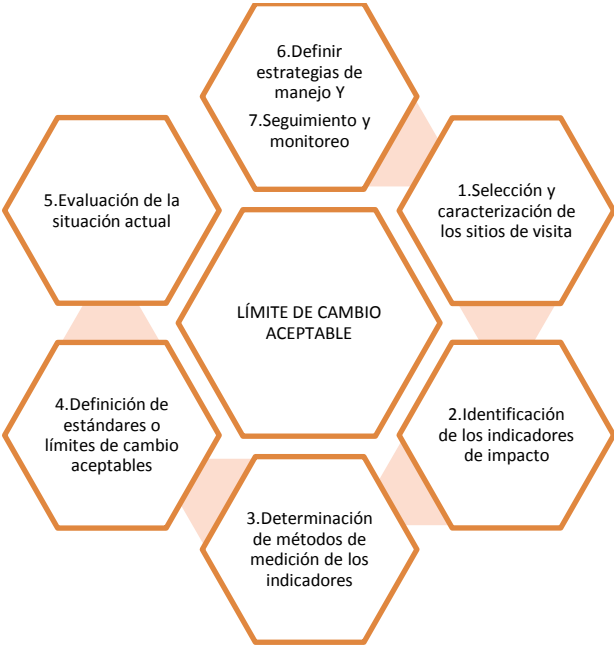 6.Definir
estrategias de
manejo Y
7.Seguimiento y
monitoreo
1.Selección y
caracterización de
los sitios de visita
5.Evaluación de la
situación actual
LÍMITE DE CAMBIO
ACEPTABLE
4.Definición de
estándares o
límites de cambio
aceptables
2.Identificación
de los indicadores
de impacto
3.Determinación
de métodos de
medición de los
indicadores